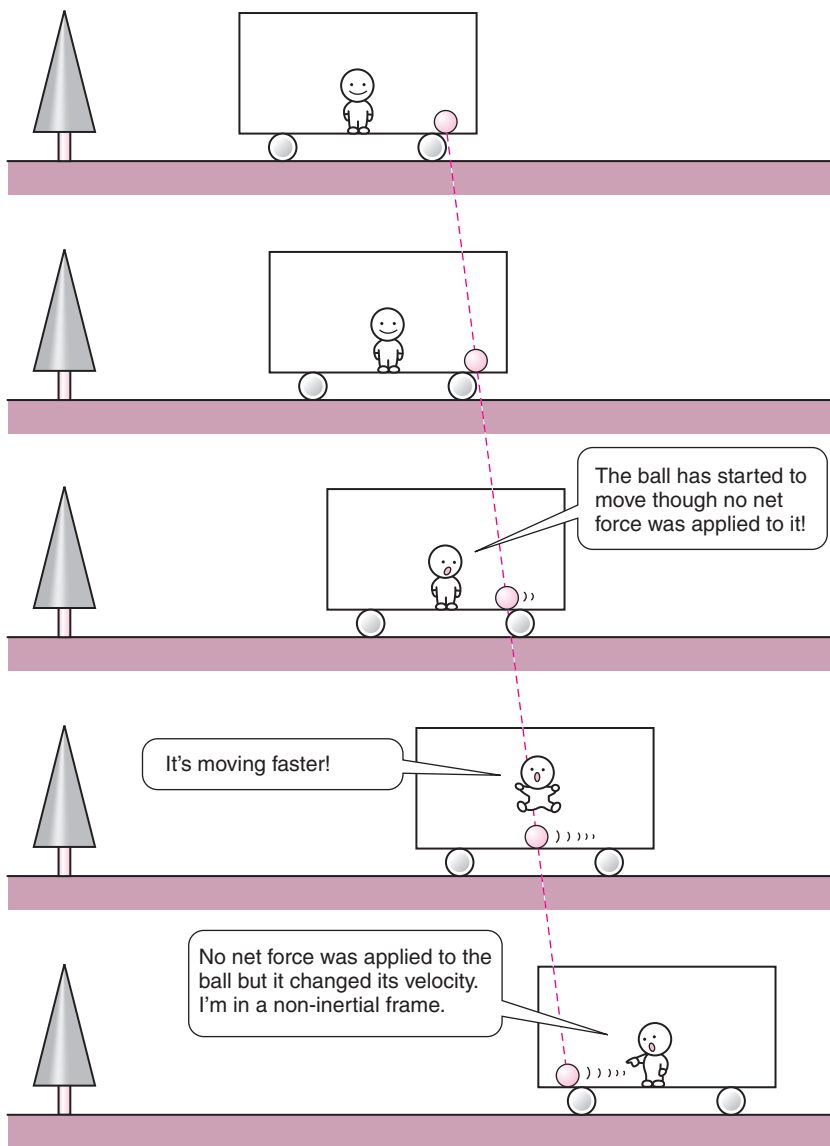 The ball has started to
move though no net
force was applied to it!
It's moving faster!
No net force was applied to the
ball but it changed its velocity.
I'm in a non-inertial frame.